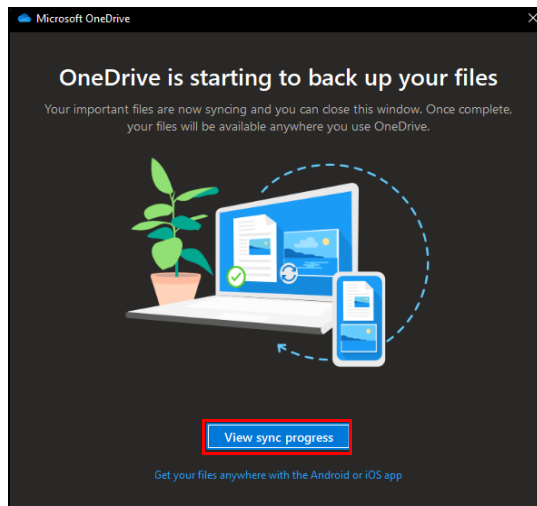 Microsoft OneDrive
OneDrive is starting to back up your files
Your important files are now syncing and you can close this window. Once complete,
your files will be available anywhere you use OneDrive.
View sync progress
Get your files anywhere with the Android or iOS app